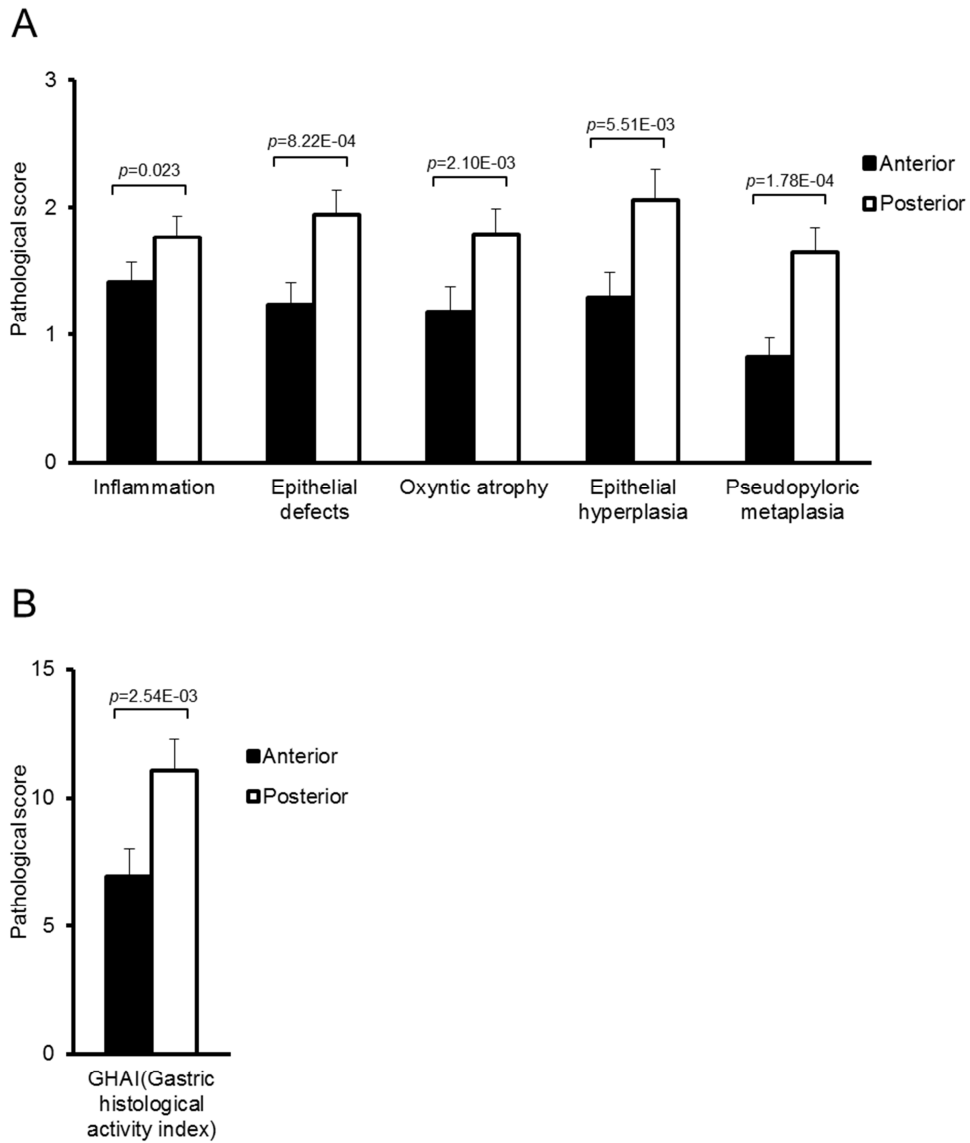 A
3
2
1
0
Pathological score
p=0.023
p=8.22E-04
p=2.10E-03
p=5.51E-03
p=1.78E-04
Anterior
Posterior
Inflammation
Epithelial
defects
Oxyntic atrophy
Epithelial
hyperplasia
Pseudopyloric
metaplasia
B
15
10
5
0
Pathological score
p=2.54E-03
Anterior
Posterior
GHAI(Gastric
histological
activity index)